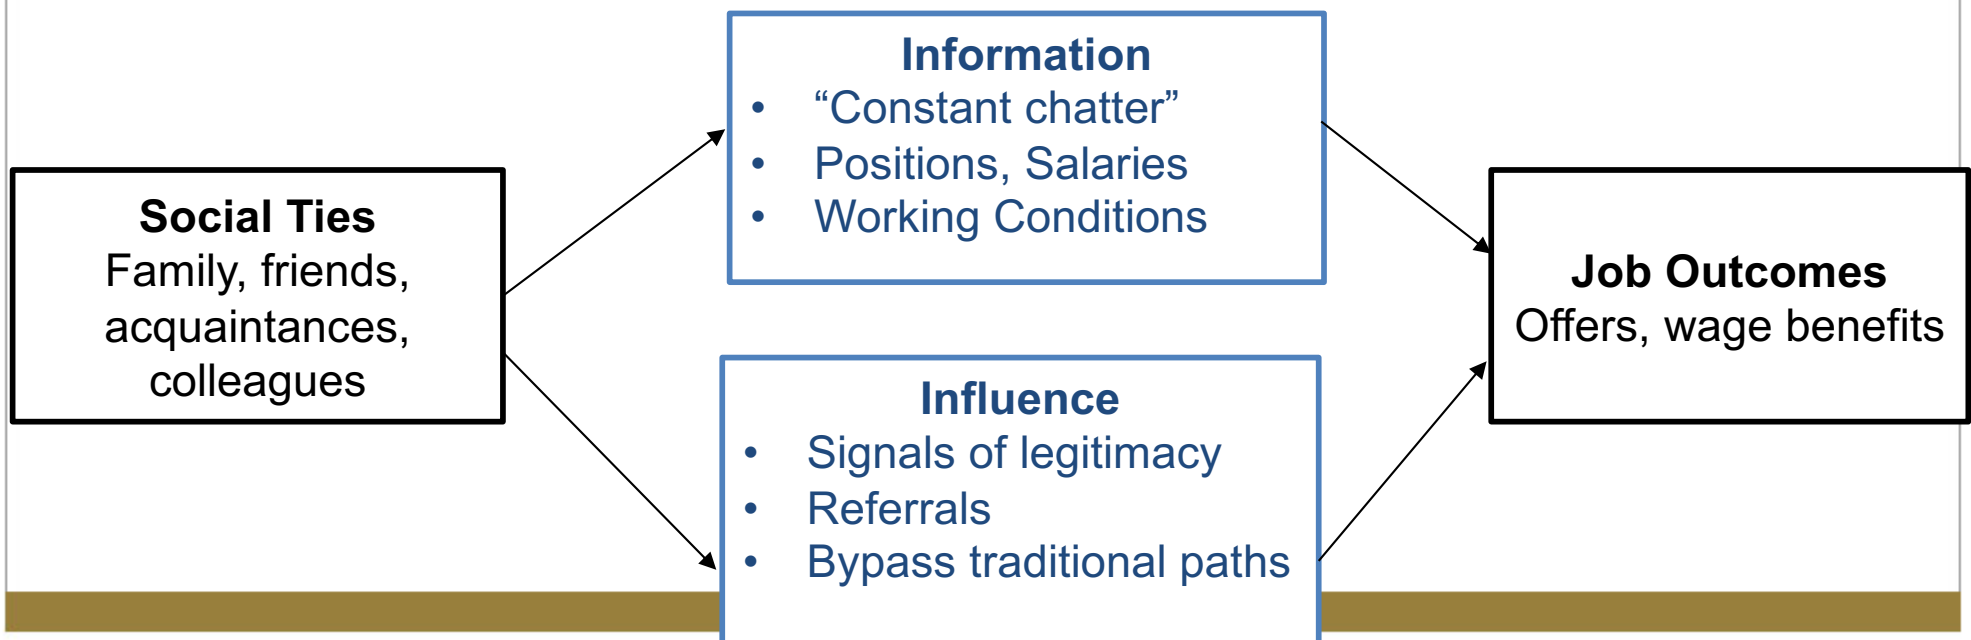 Social Ties
Family, friends,
acquaintances,
colleagues
Information
• “Constant chatter”
• Positions, Salaries
• Working Conditions
Influence
• Signals of legitimacy
• Referrals
• Bypass traditional paths
Job Outcomes
Offers, wage benefits